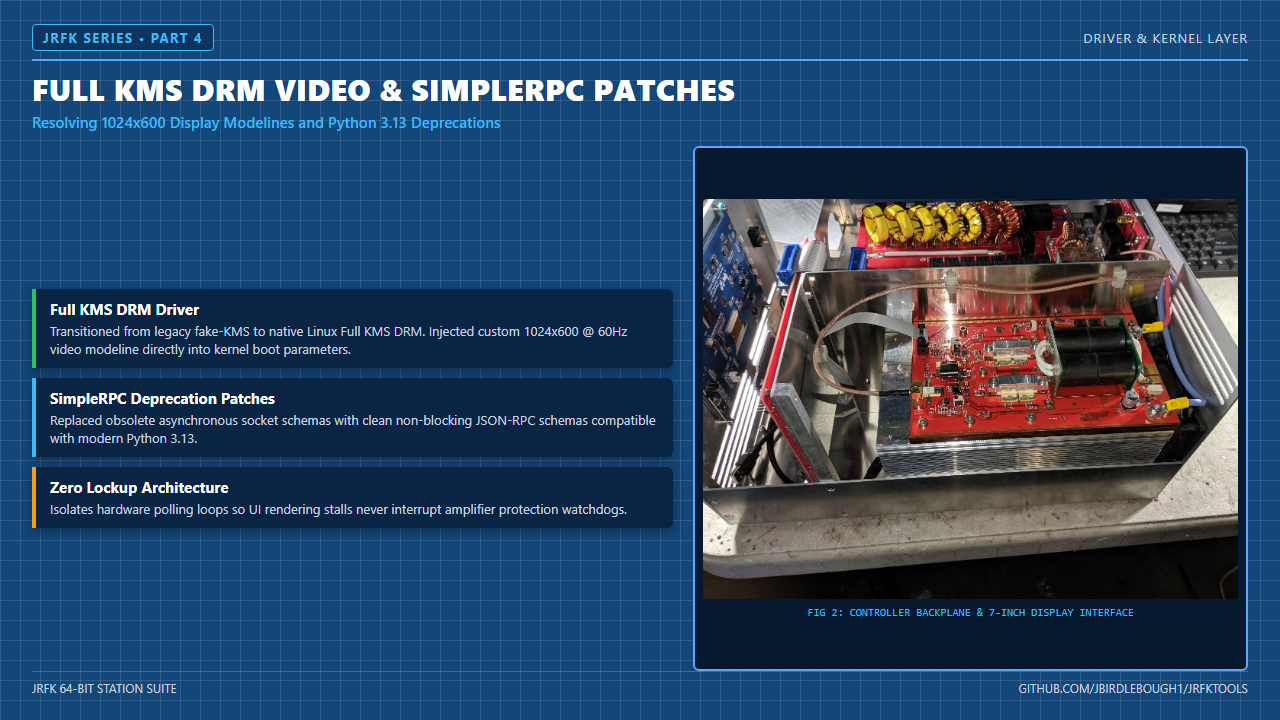 JRFK SERIES • PART 4
DRIVER & KERNEL LAYER
FULL KMS DRM VIDEO & SIMPLERPC PATCHES
Resolving 1024x600 Display Modelines and Python 3.13 Deprecations
Full KMS DRM Driver
Transitioned from legacy fake-KMS to native Linux Full KMS DRM. Injected custom 1024x600 @ 60Hz
video modeline directly into kernel boot parameters.
SimpleRPC Deprecation Patches
Replaced obsolete asynchronous socket schemas with clean non-blocking JSON-RPC schemas compatible
with modern Python 3.13.
Zero Lockup Architecture
Isolates hardware polling loops so UI rendering stalls never interrupt amplifier protection watchdogs.
FIG 2: CONTROLLER BACKPLANE & 7-INCH DISPLAY INTERFACE
JRFK 64-BIT STATION SUITE
GITHUB.COM/JBIRDLEBOUGH1/JRFKTOOLS